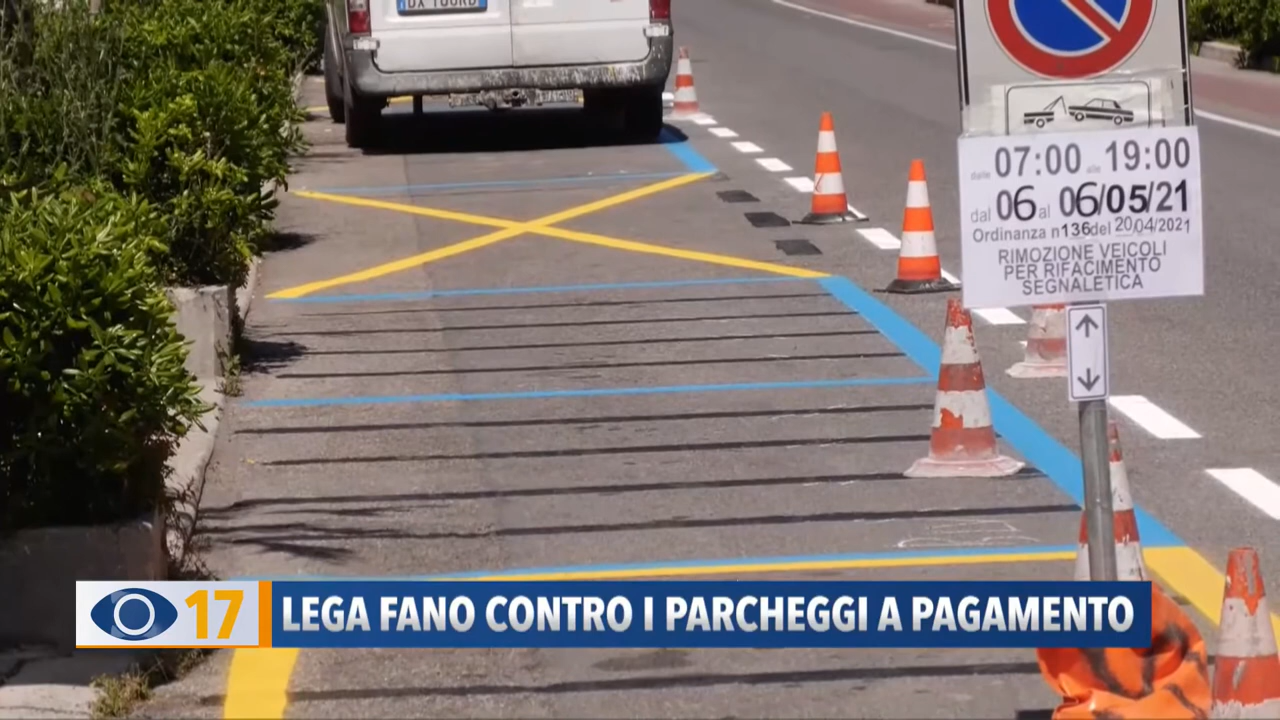 dalle 07:00 alle 19:00
dal 06 al 06/05/21
Ordinanza n136 del 20/04/2021
RIMOZIONE VEICOLI
PER RIFACIMENTO
SEGNALETICA
17 LEGA FANO CONTRO I PARCHEGGI A PAGAMENTO